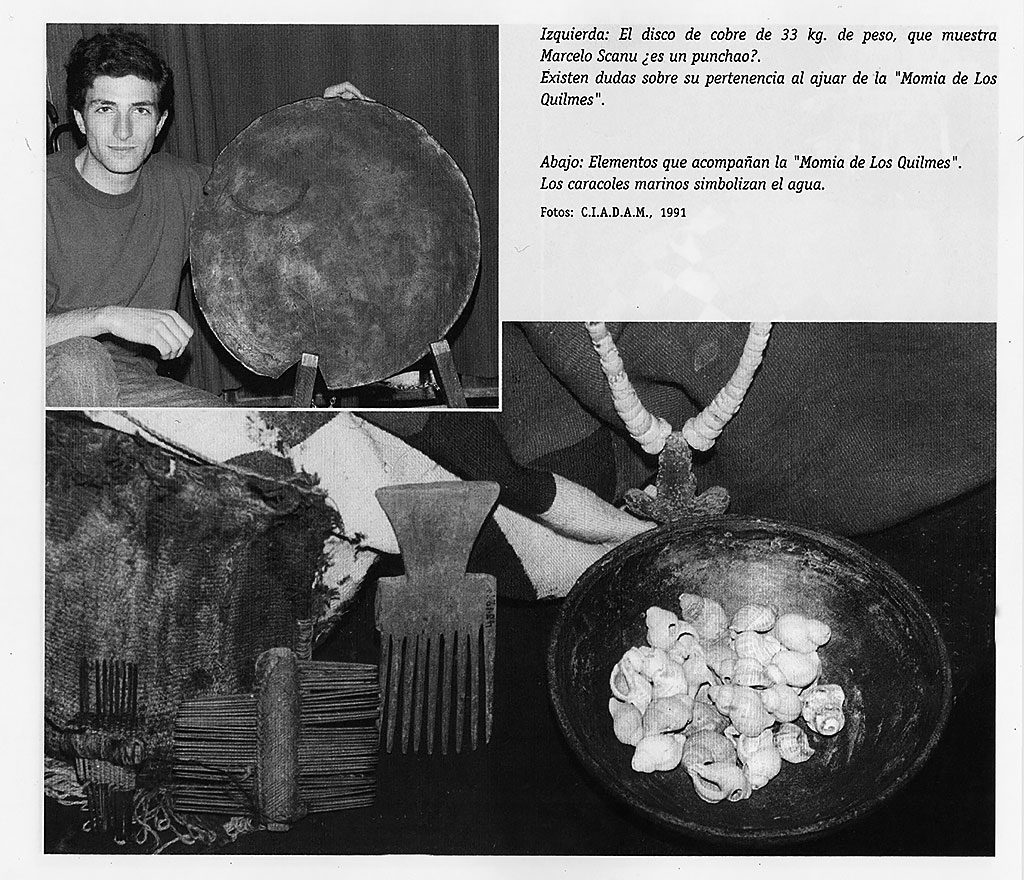 Izquierda: El disco de cobre de 33 kg. de peso, que muestra
Marcelo Scanu ¿es un punchao?.
Existen dudas sobre su pertenencia al ajuar de la "Momia de Los
Quilmes".
Abajo: Elementos que acompañan la "Momia de Los Quilmes".
Los caracoles marinos simbolizan el agua.
Fotos: C.I.A.D.A.M., 1991